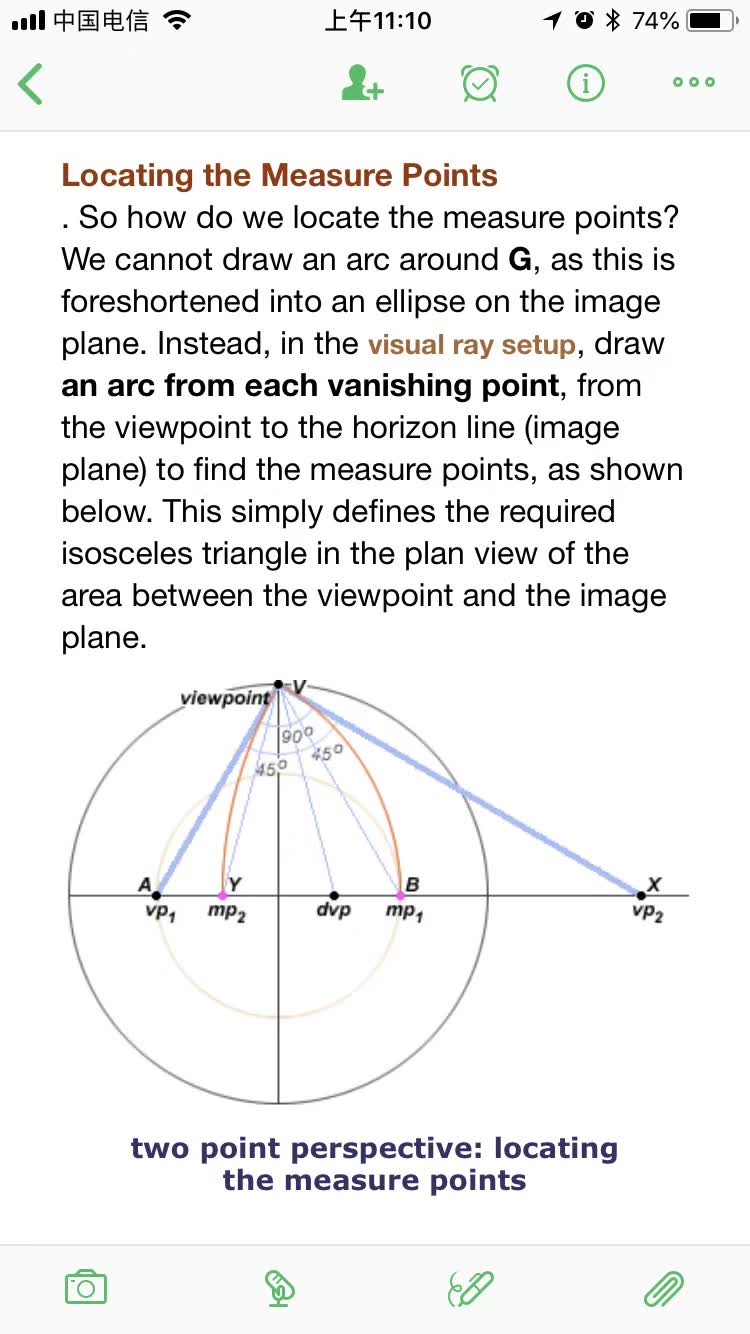 中国电信 上午11:10 74%
Locating the Measure Points
. So how do we locate the measure points?
We cannot draw an arc around G, as this is
foreshortened into an ellipse on the image
plane. Instead, in the visual ray setup, draw
an arc from each vanishing point, from
the viewpoint to the horizon line (image
plane) to find the measure points, as shown
below. This simply defines the required
isosceles triangle in the plan view of the
area between the viewpoint and the image
plane.
viewpoint V
90°
45°
45°
A Y B X
vp1 mp2 dvp mp1 vp2
two point perspective: locating
the measure points